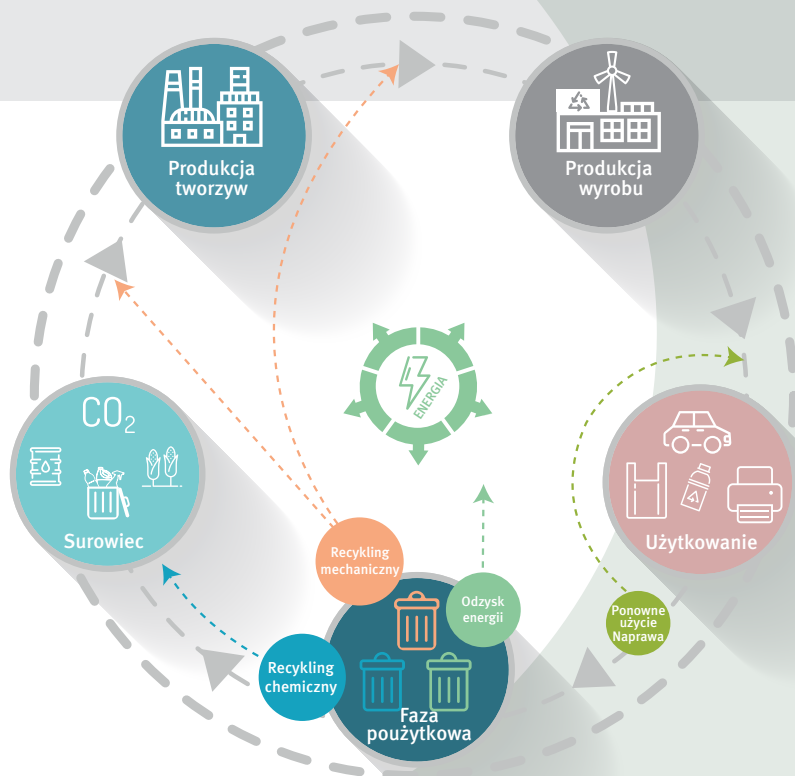 Produkcja
tworzyw
Produkcja
wyrobu
ENERGIA
CO₂
Surowiec
Użytkowanie
Recykling
mechaniczny
Odzysk
energii
Ponowne
użycie
Naprawa
Recykling
chemiczny
Faza
poużytkowa